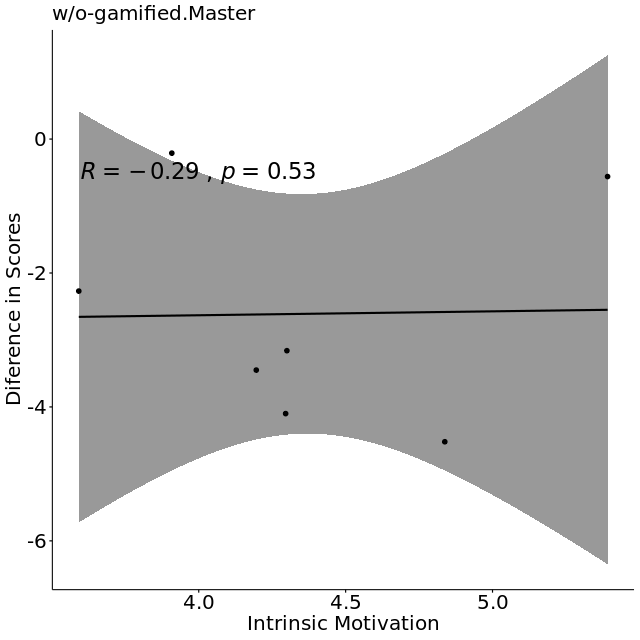 w/o-gamified.Master
0
R = −0.29 , p = 0.53
-2
-4
-6
Diference in Scores
4.0 4.5 5.0
Intrinsic Motivation